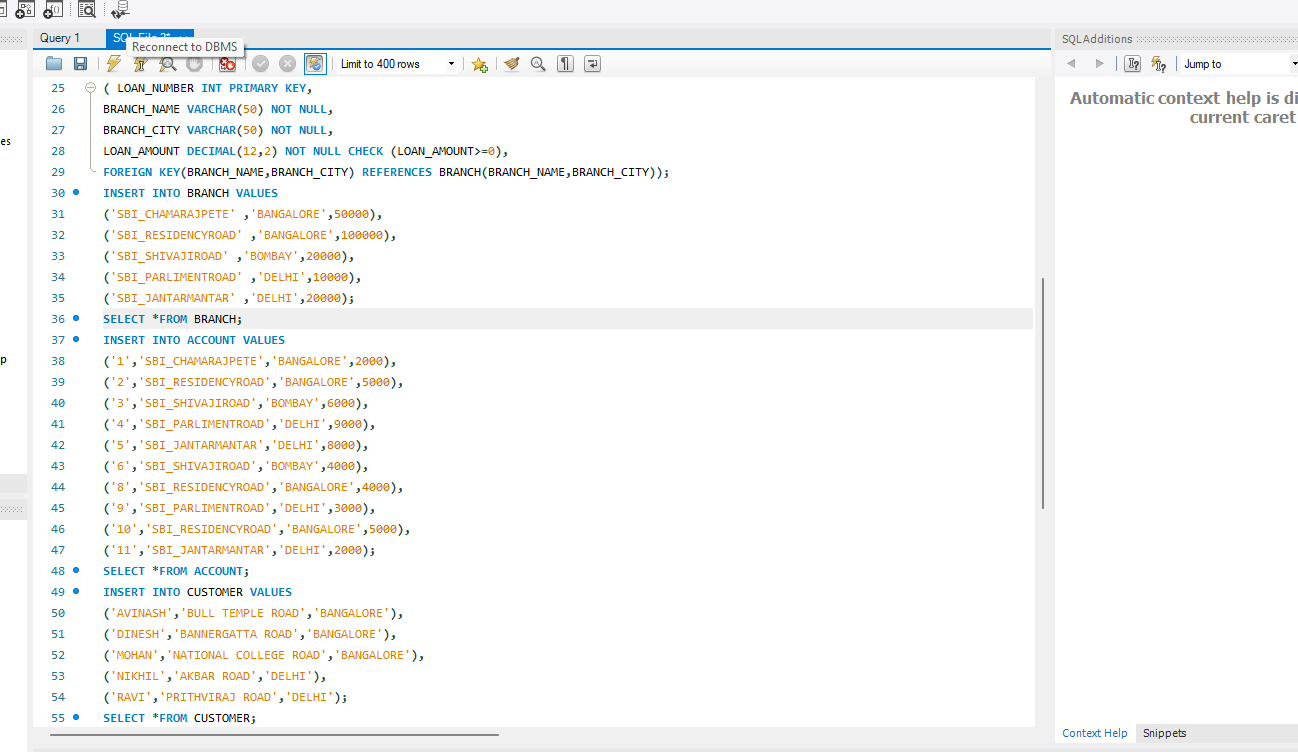 Query 1
Reconnect to DBMS
SQLAdditions
Limit to 400 rows
Jump to
Automatic context help is
current caret
es
p
25 ( LOAN_NUMBER INT PRIMARY KEY,
26 BRANCH_NAME VARCHAR(50) NOT NULL,
27 BRANCH_CITY VARCHAR(50) NOT NULL,
28 LOAN_AMOUNT DECIMAL(12,2) NOT NULL CHECK (LOAN_AMOUNT>=0),
29 FOREIGN KEY(BRANCH_NAME,BRANCH_CITY) REFERENCES BRANCH(BRANCH_NAME,BRANCH_CITY));
30 INSERT INTO BRANCH VALUES
31 ('SBI_CHAMARAJPETE' ,'BANGALORE',50000),
32 ('SBI_RESIDENCYROAD' ,'BANGALORE',100000),
33 ('SBI_SHIVAJIROAD' ,'BOMBAY',20000),
34 ('SBI_PARLIMENTROAD' ,'DELHI',10000),
35 ('SBI_JANTARMANTAR' ,'DELHI',20000);
36 SELECT *FROM BRANCH;
37 INSERT INTO ACCOUNT VALUES
38 ('1','SBI_CHAMARAJPETE','BANGALORE',2000),
39 ('2','SBI_RESIDENCYROAD','BANGALORE',5000),
40 ('3','SBI_SHIVAJIROAD','BOMBAY',6000),
41 ('4','SBI_PARLIMENTROAD','DELHI',9000),
42 ('5','SBI_JANTARMANTAR','DELHI',8000),
43 ('6','SBI_SHIVAJIROAD','BOMBAY',4000),
44 ('8','SBI_RESIDENCYROAD','BANGALORE',4000),
45 ('9','SBI_PARLIMENTROAD','DELHI',3000),
46 ('10','SBI_RESIDENCYROAD','BANGALORE',5000),
47 ('11','SBI_JANTARMANTAR','DELHI',2000);
48 SELECT *FROM ACCOUNT;
49 INSERT INTO CUSTOMER VALUES
50 ('AVINASH','BULL TEMPLE ROAD','BANGALORE'),
51 ('DINESH','BANNERGATTA ROAD','BANGALORE'),
52 ('MOHAN','NATIONAL COLLEGE ROAD','BANGALORE'),
53 ('NIKHIL','AKBAR ROAD','DELHI'),
54 ('RAVI','PRITHVIRAJ ROAD','DELHI');
55 SELECT *FROM CUSTOMER;
Context Help
Snippets